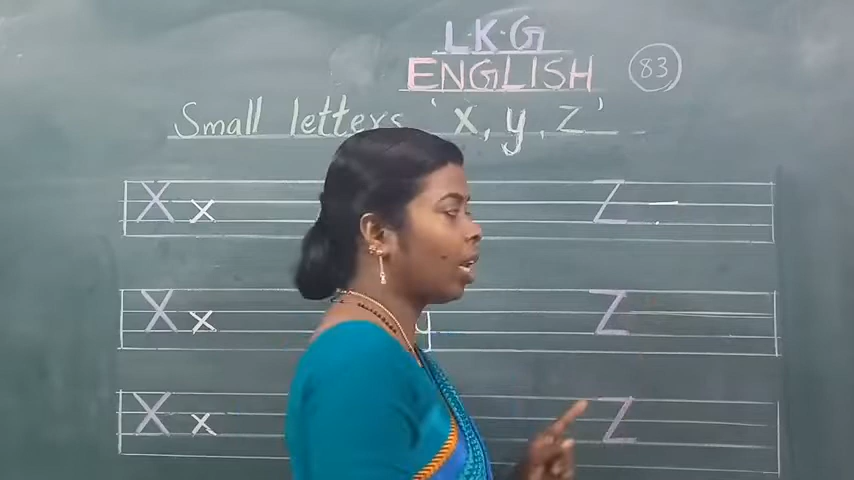 L.K.G
ENGLISH 83
Small letters 'x, y, z'
X x Z
X x Z
X x Z